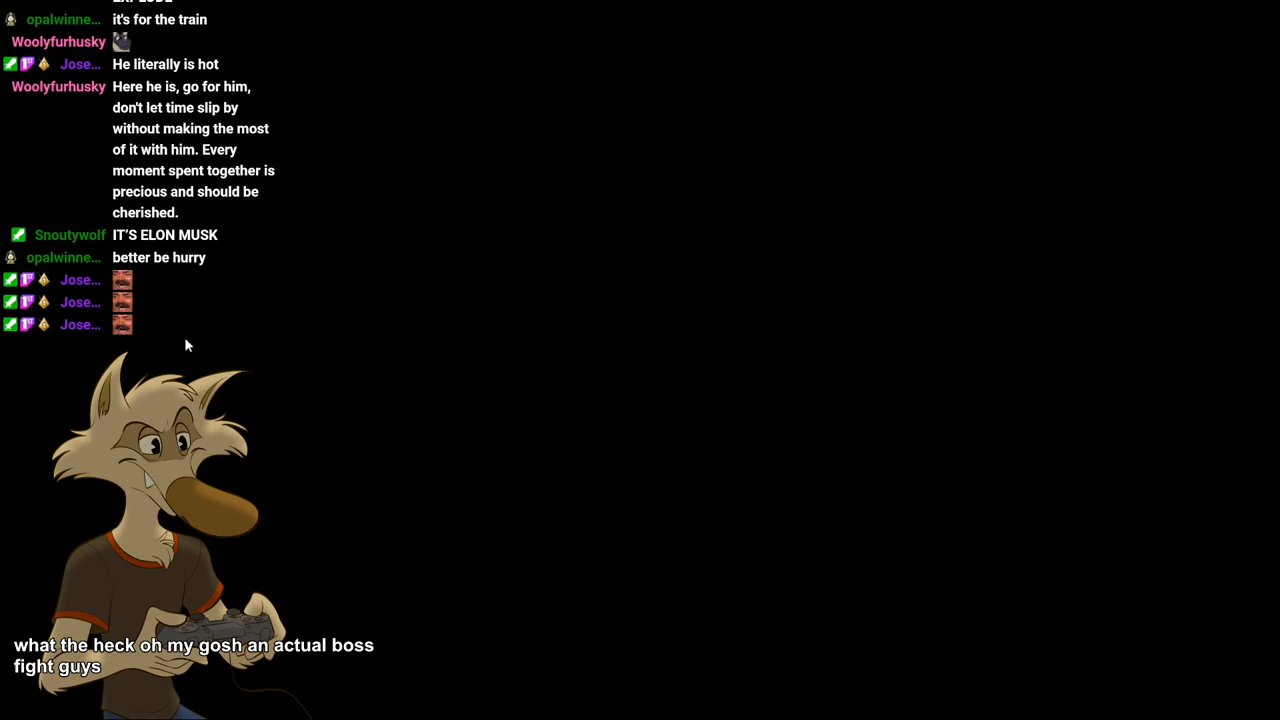 opalwinne… it's for the train
Woolyfurhusky
Jose… He literally is hot
Woolyfurhusky Here he is, go for him,
don't let time slip by
without making the most
of it with him. Every
moment spent together is
precious and should be
cherished.
Snoutywolf IT’S ELON MUSK
opalwinne… better be hurry
Jose…
Jose…
Jose…
what the heck oh my gosh an actual boss
fight guys